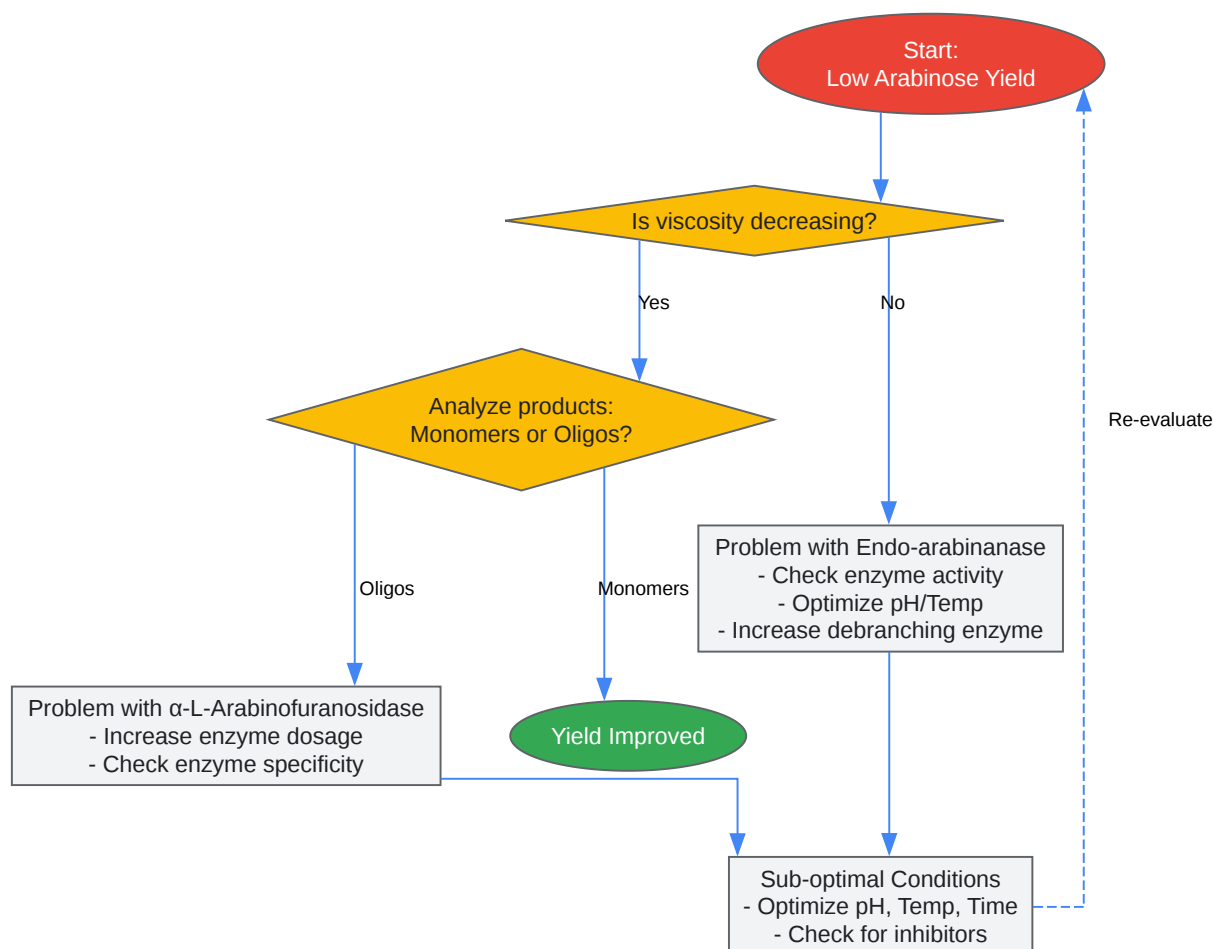 Start:
Low Arabinose Yield
Is viscosity decreasing?
Yes
No
Analyze products:
Monomers or Oligos?
Re-evaluate
Oligos
Monomers
Problem with Endo-arabinanase
- Check enzyme activity
- Optimize pH/Temp
- Increase debranching enzyme
Problem with α-L-Arabinofuranosidase
- Increase enzyme dosage
- Check enzyme specificity
Yield Improved
Sub-optimal Conditions
- Optimize pH, Temp, Time
- Check for inhibitors